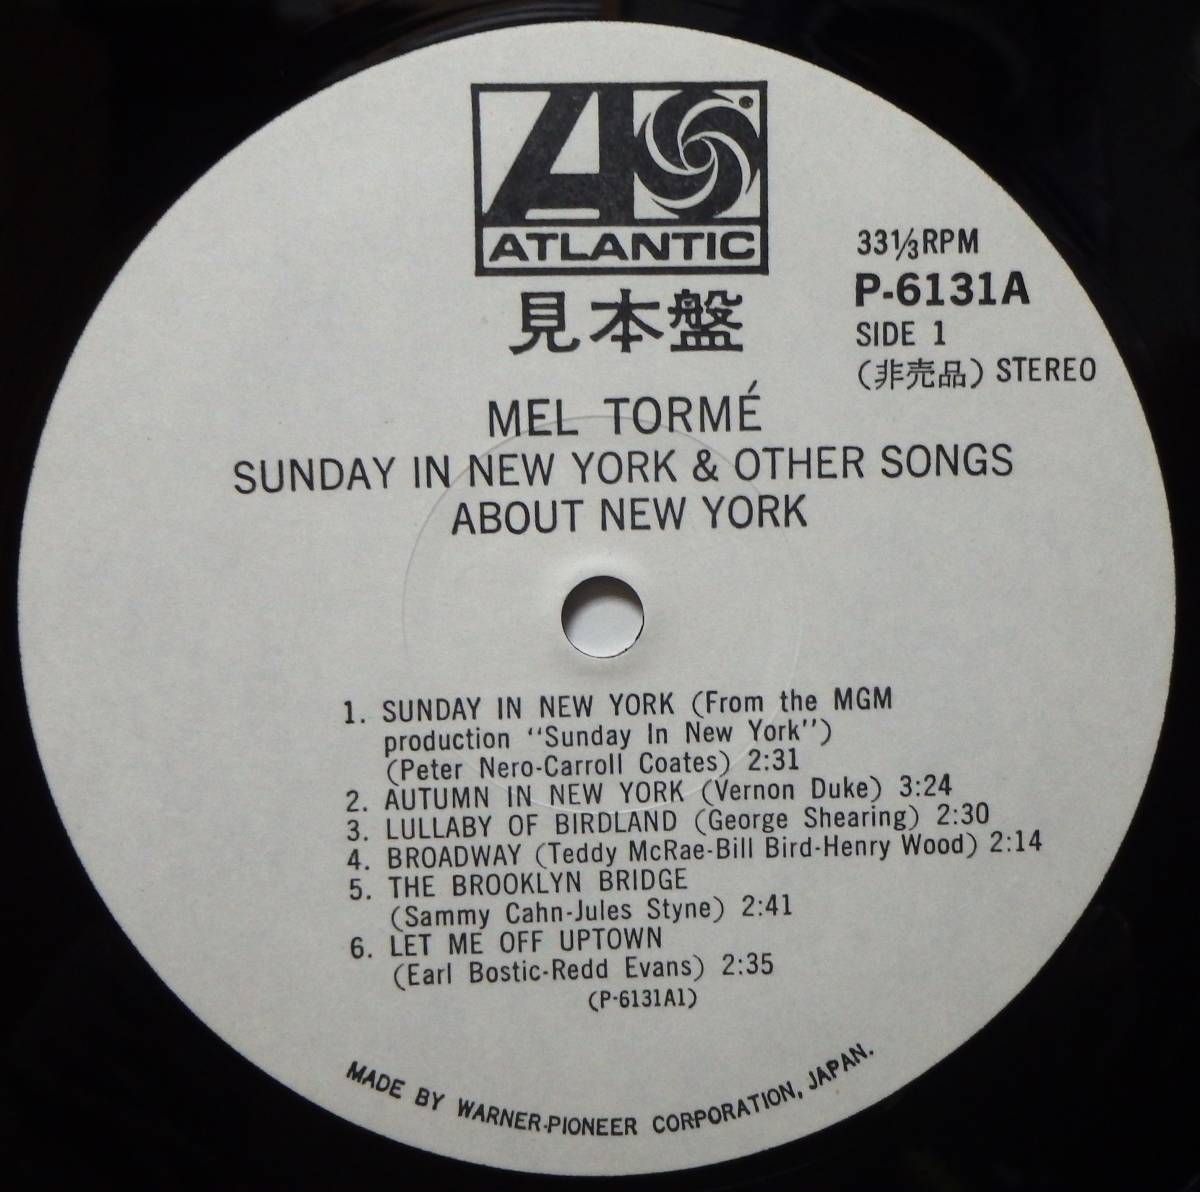 ATLANTIC
見本盤
33⅓RPM
P-6131A
SIDE 1
(非売品) STEREO
MEL TORMÉ
SUNDAY IN NEW YORK & OTHER SONGS
ABOUT NEW YORK
1. SUNDAY IN NEW YORK (From the MGM
production "Sunday In New York")
(Peter Nero-Carroll Coates) 2:31
2. AUTUMN IN NEW YORK (Vernon Duke) 3:24
3. LULLABY OF BIRDLAND (George Shearing) 2:30
4. BROADWAY (Teddy McRae-Bill Bird-Henry Wood) 2:14
5. THE BROOKLYN BRIDGE
(Sammy Cahn-Jules Styne) 2:41
6. LET ME OFF UPTOWN
(Earl Bostic-Redd Evans) 2:35
(P-6131A1)
MADE BY WARNER-PIONEER CORPORATION, JAPAN.